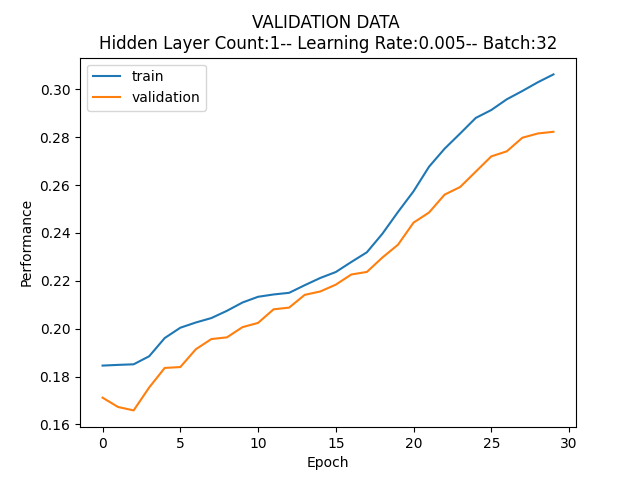 VALIDATION DATA
Hidden Layer Count:1-- Learning Rate:0.005-- Batch:32
train
validation
0.30
0.28
0.26
0.24
0.22
0.20
0.18
0.16
Performance
0 5 10 15 20 25 30
Epoch